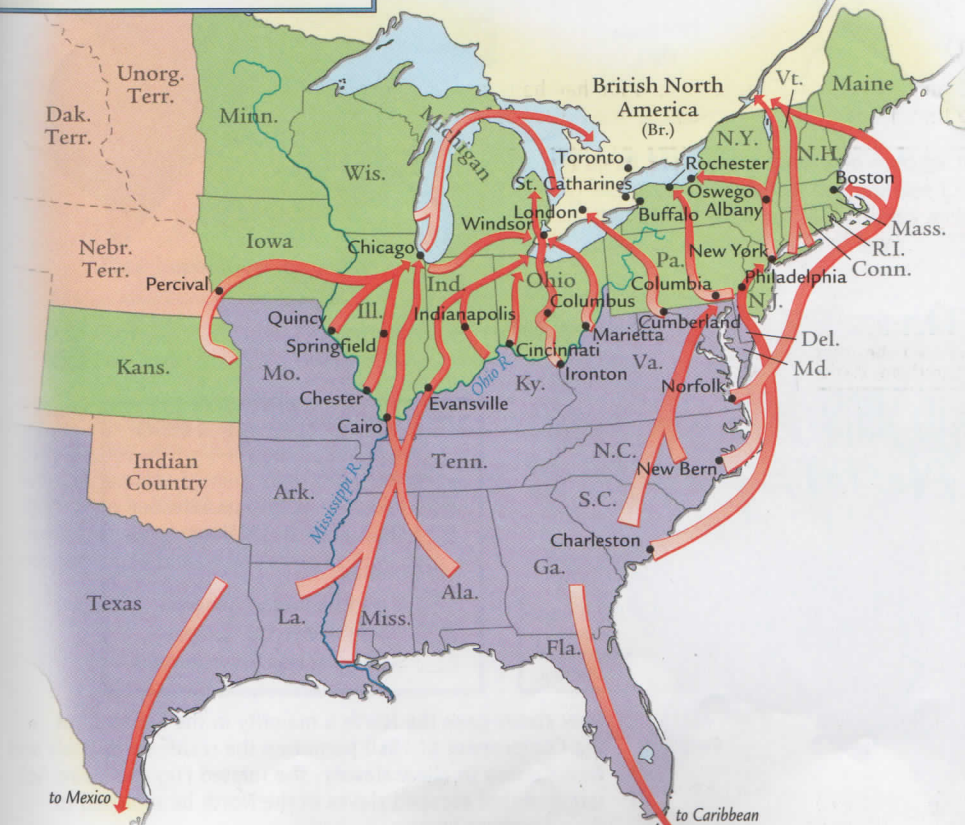 Unorg.
Terr.
Dak.
Terr.
Minn.
Wis.
Michigan
British North
America
(Br.)
Vt.
Maine
N.Y.
N.H.
Toronto
Rochester
Boston
St. Catharines
Oswego
London
Buffalo
Albany
Mass.
Windsor
R.I.
Conn.
Nebr.
Terr.
Iowa
Chicago
New York
Pa.
Percival
Ind.
Ohio
Columbia
Philadelphia
N.J.
Quincy
Ill.
Indianapolis
Columbus
Cumberland
Springfield
Marietta
Del.
Kans.
Mo.
Cincinnati
Va.
Md.
Ohio R.
Ky.
Ironton
Norfolk
Chester
Evansville
Cairo
Indian
Country
Tenn.
N.C.
New Bern
Ark.
Mississippi R.
S.C.
Charleston
Texas
La.
Miss.
Ala.
Ga.
Fla.
to Mexico
to Caribbean